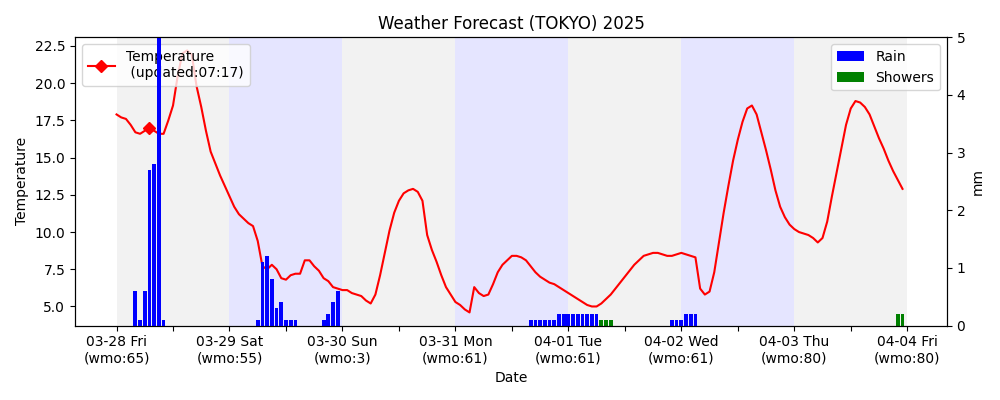 Weather Forecast (TOKYO) 2025
Temperature
(updated:07:17)
Rain
Showers
22.5
20.0
17.5
15.0
12.5
10.0
7.5
5.0
Temperature
5
4
3
2
1
0
mm
03-28 Fri
(wmo:65)
03-29 Sat
(wmo:55)
03-30 Sun
(wmo:3)
03-31 Mon
(wmo:61)
04-01 Tue
(wmo:61)
04-02 Wed
(wmo:61)
04-03 Thu
(wmo:80)
04-04 Fri
(wmo:80)
Date